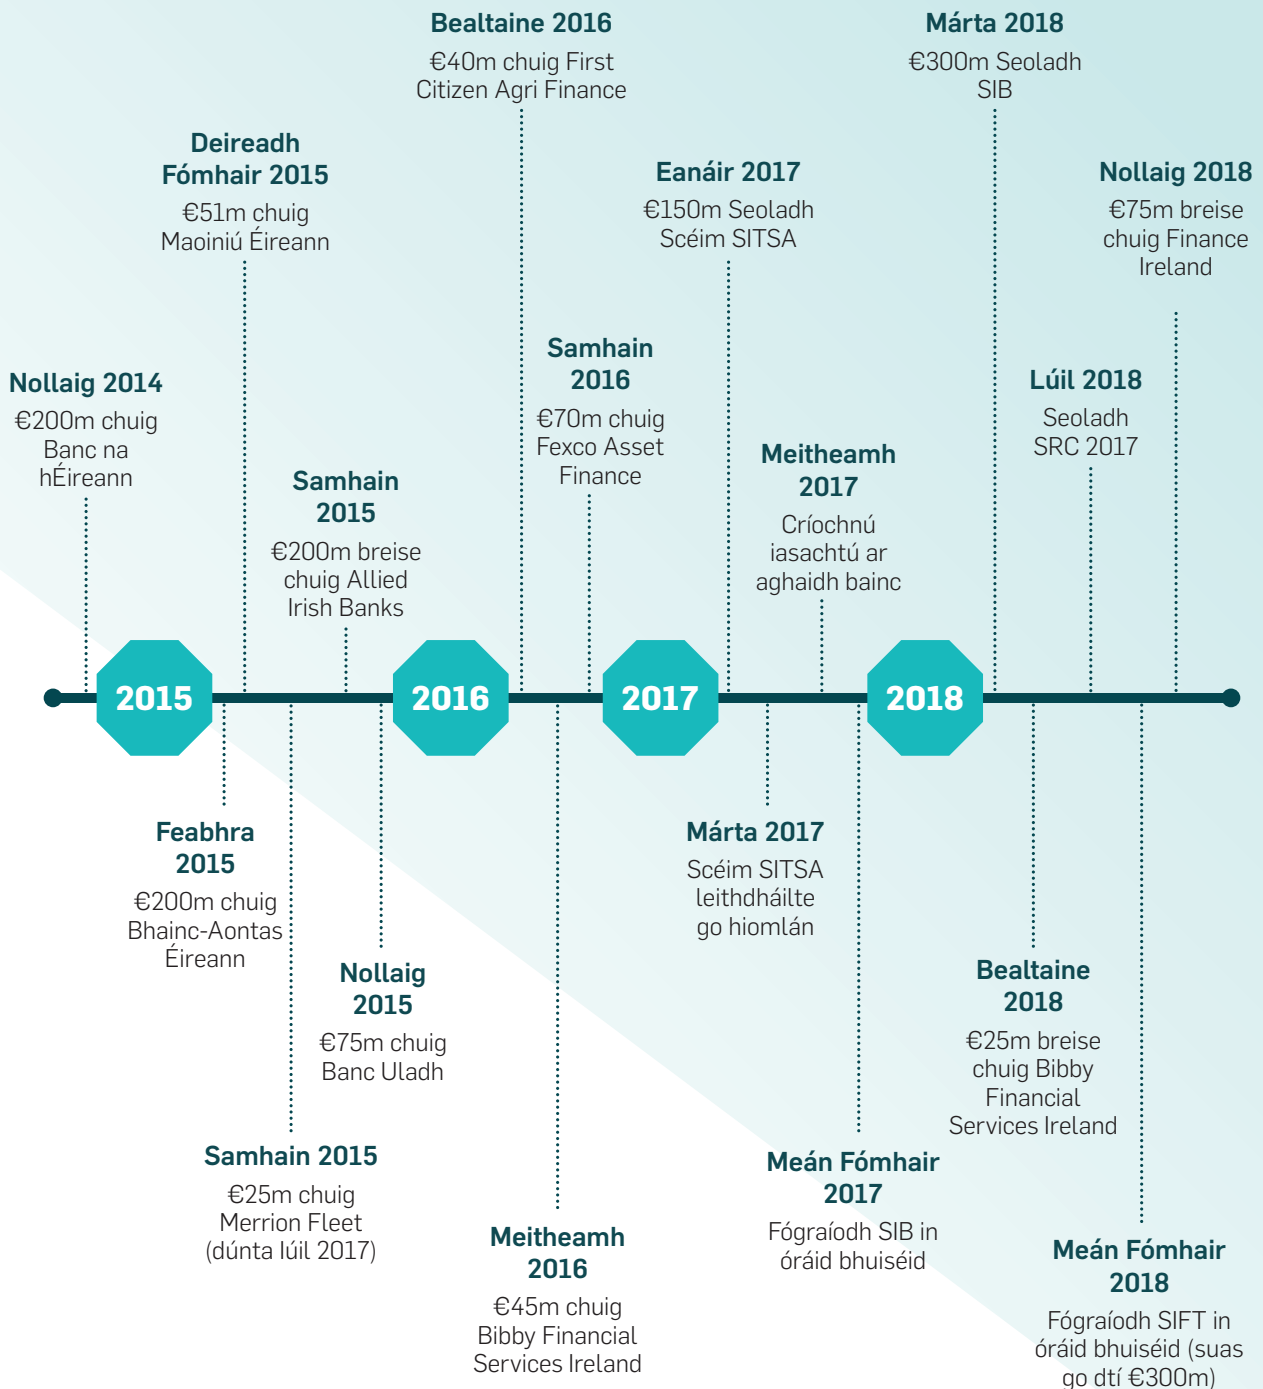 Nollaig 2014
€200m chuig
Banc na
hÉireann
Deireadh
Fómhair 2015
€51m chuig
Maoiniú Éireann
Samhain
2015
€200m breise
chuig Allied
Irish Banks
Bealtaine 2016
€40m chuig First
Citizen Agri Finance
Samhain
2016
€70m chuig
Fexco Asset
Finance
Eanáir 2017
€150m Seoladh
Scéim SITSA
Meitheamh
2017
Críochnú
iasachtú ar
aghaidh bainc
Márta 2018
€300m Seoladh
SIB
Lúil 2018
Seoladh
SRC 2017
Nollaig 2018
€75m breise
chuig Finance
Ireland
2015
2016
2017
2018
Feabhra
2015
€200m chuig
Bhainc-Aontas
Éireann
Samhain 2015
€25m chuig
Merrion Fleet
(dúnta Iúil 2017)
Nollaig
2015
€75m chuig
Banc Uladh
Meitheamh
2016
€45m chuig
Bibby Financial
Services Ireland
Márta 2017
Scéim SITSA
leithdháilte
go hiomlán
Meán Fómhair
2017
Fógraíodh SIB in
óráid bhuiséid
Bealtaine
2018
€25m breise
chuig Bibby
Financial
Services Ireland
Meán Fómhair
2018
Fógraíodh SIFT in
óráid bhuiséid (suas
go dtí €300m)